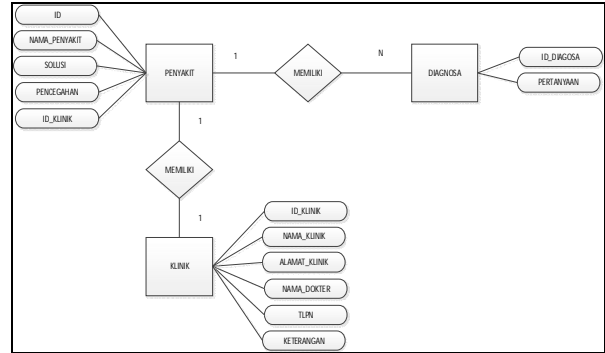 ID
NAMA_PENYAKIT
SOLUSI
PENCEGAHAN
ID_KLINIK
PENYAKIT
1
MEMILIKI
N
DIAGNOSA
ID_DIAGOSA
PERTANYAAN
1
MEMILIKI
1
KLINIK
ID_KLINIK
NAMA_KLINIK
ALAMAT_KLINIK
NAMA_DOKTER
TLPN
KETERANGAN